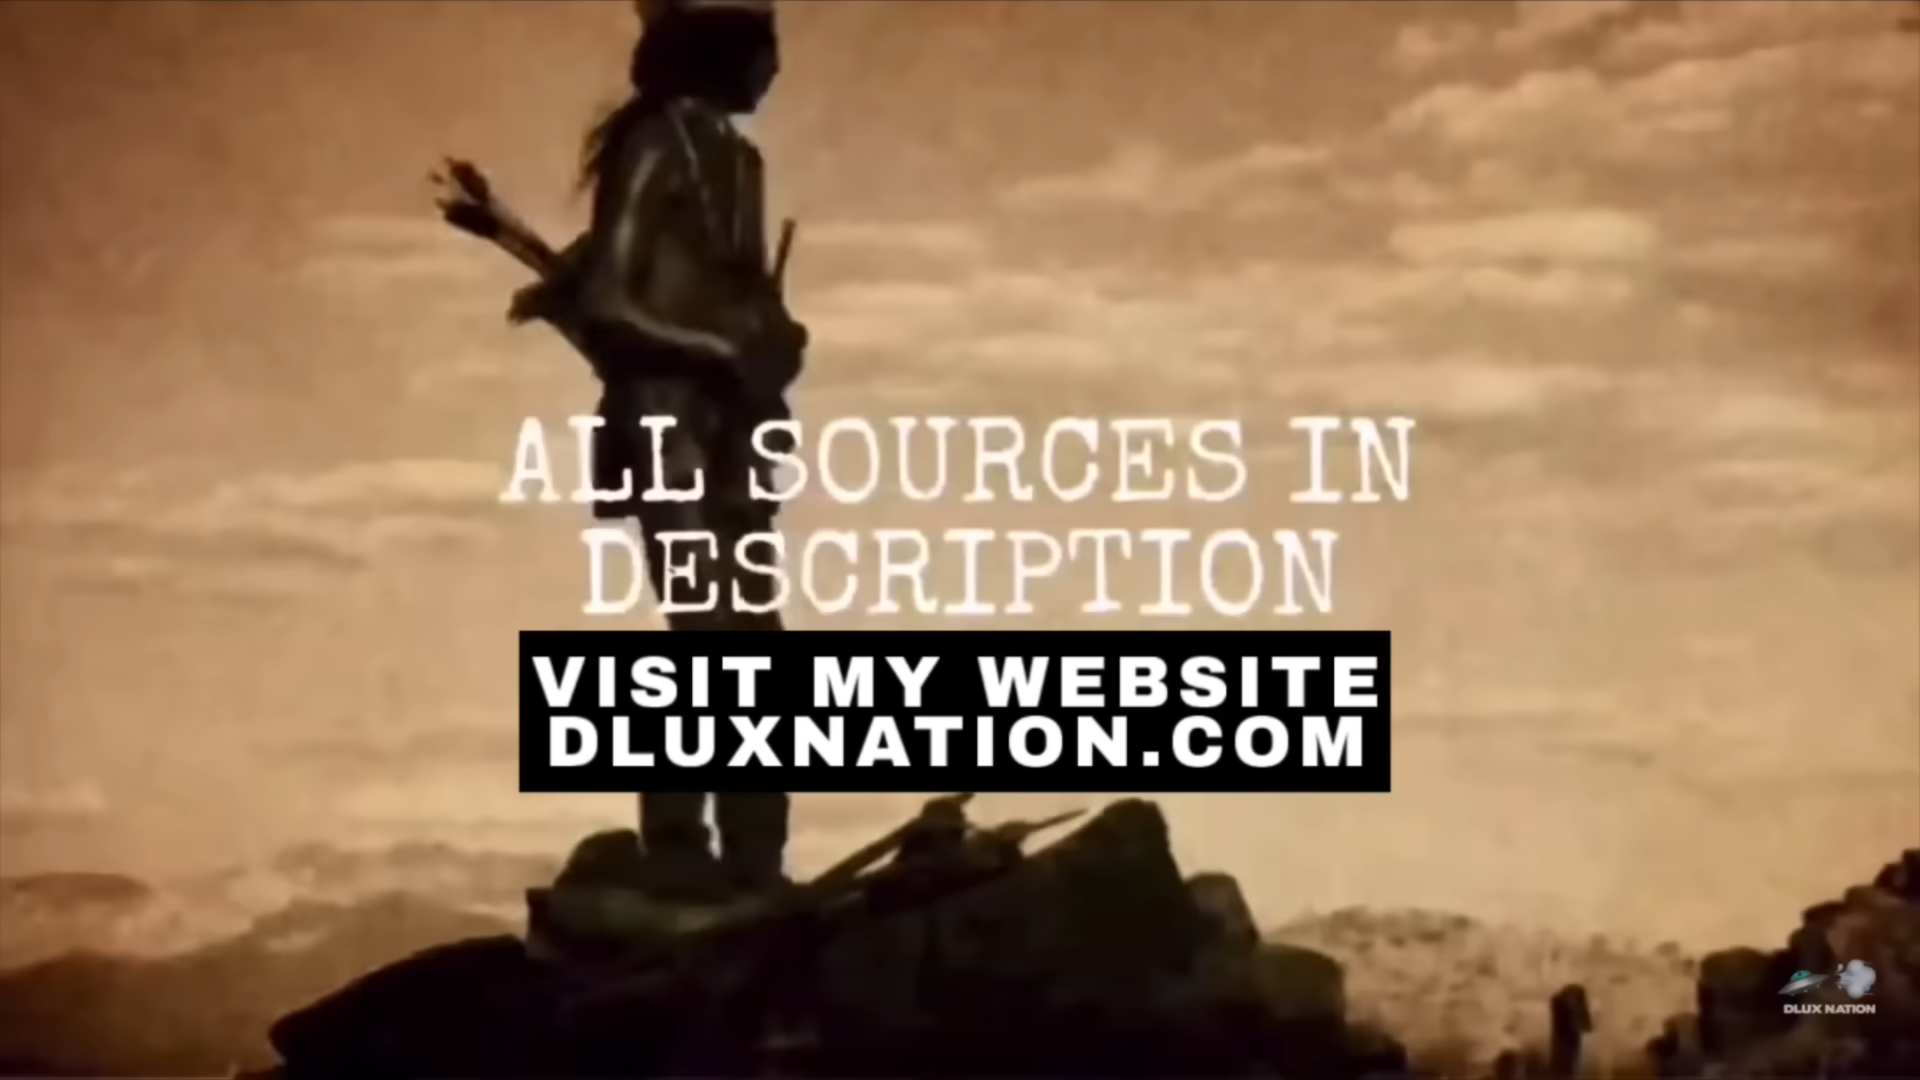 ALL SOURCES IN
DESCRIPTION
VISIT MY WEBSITE
DLUXNATION.COM
DLUX NATION